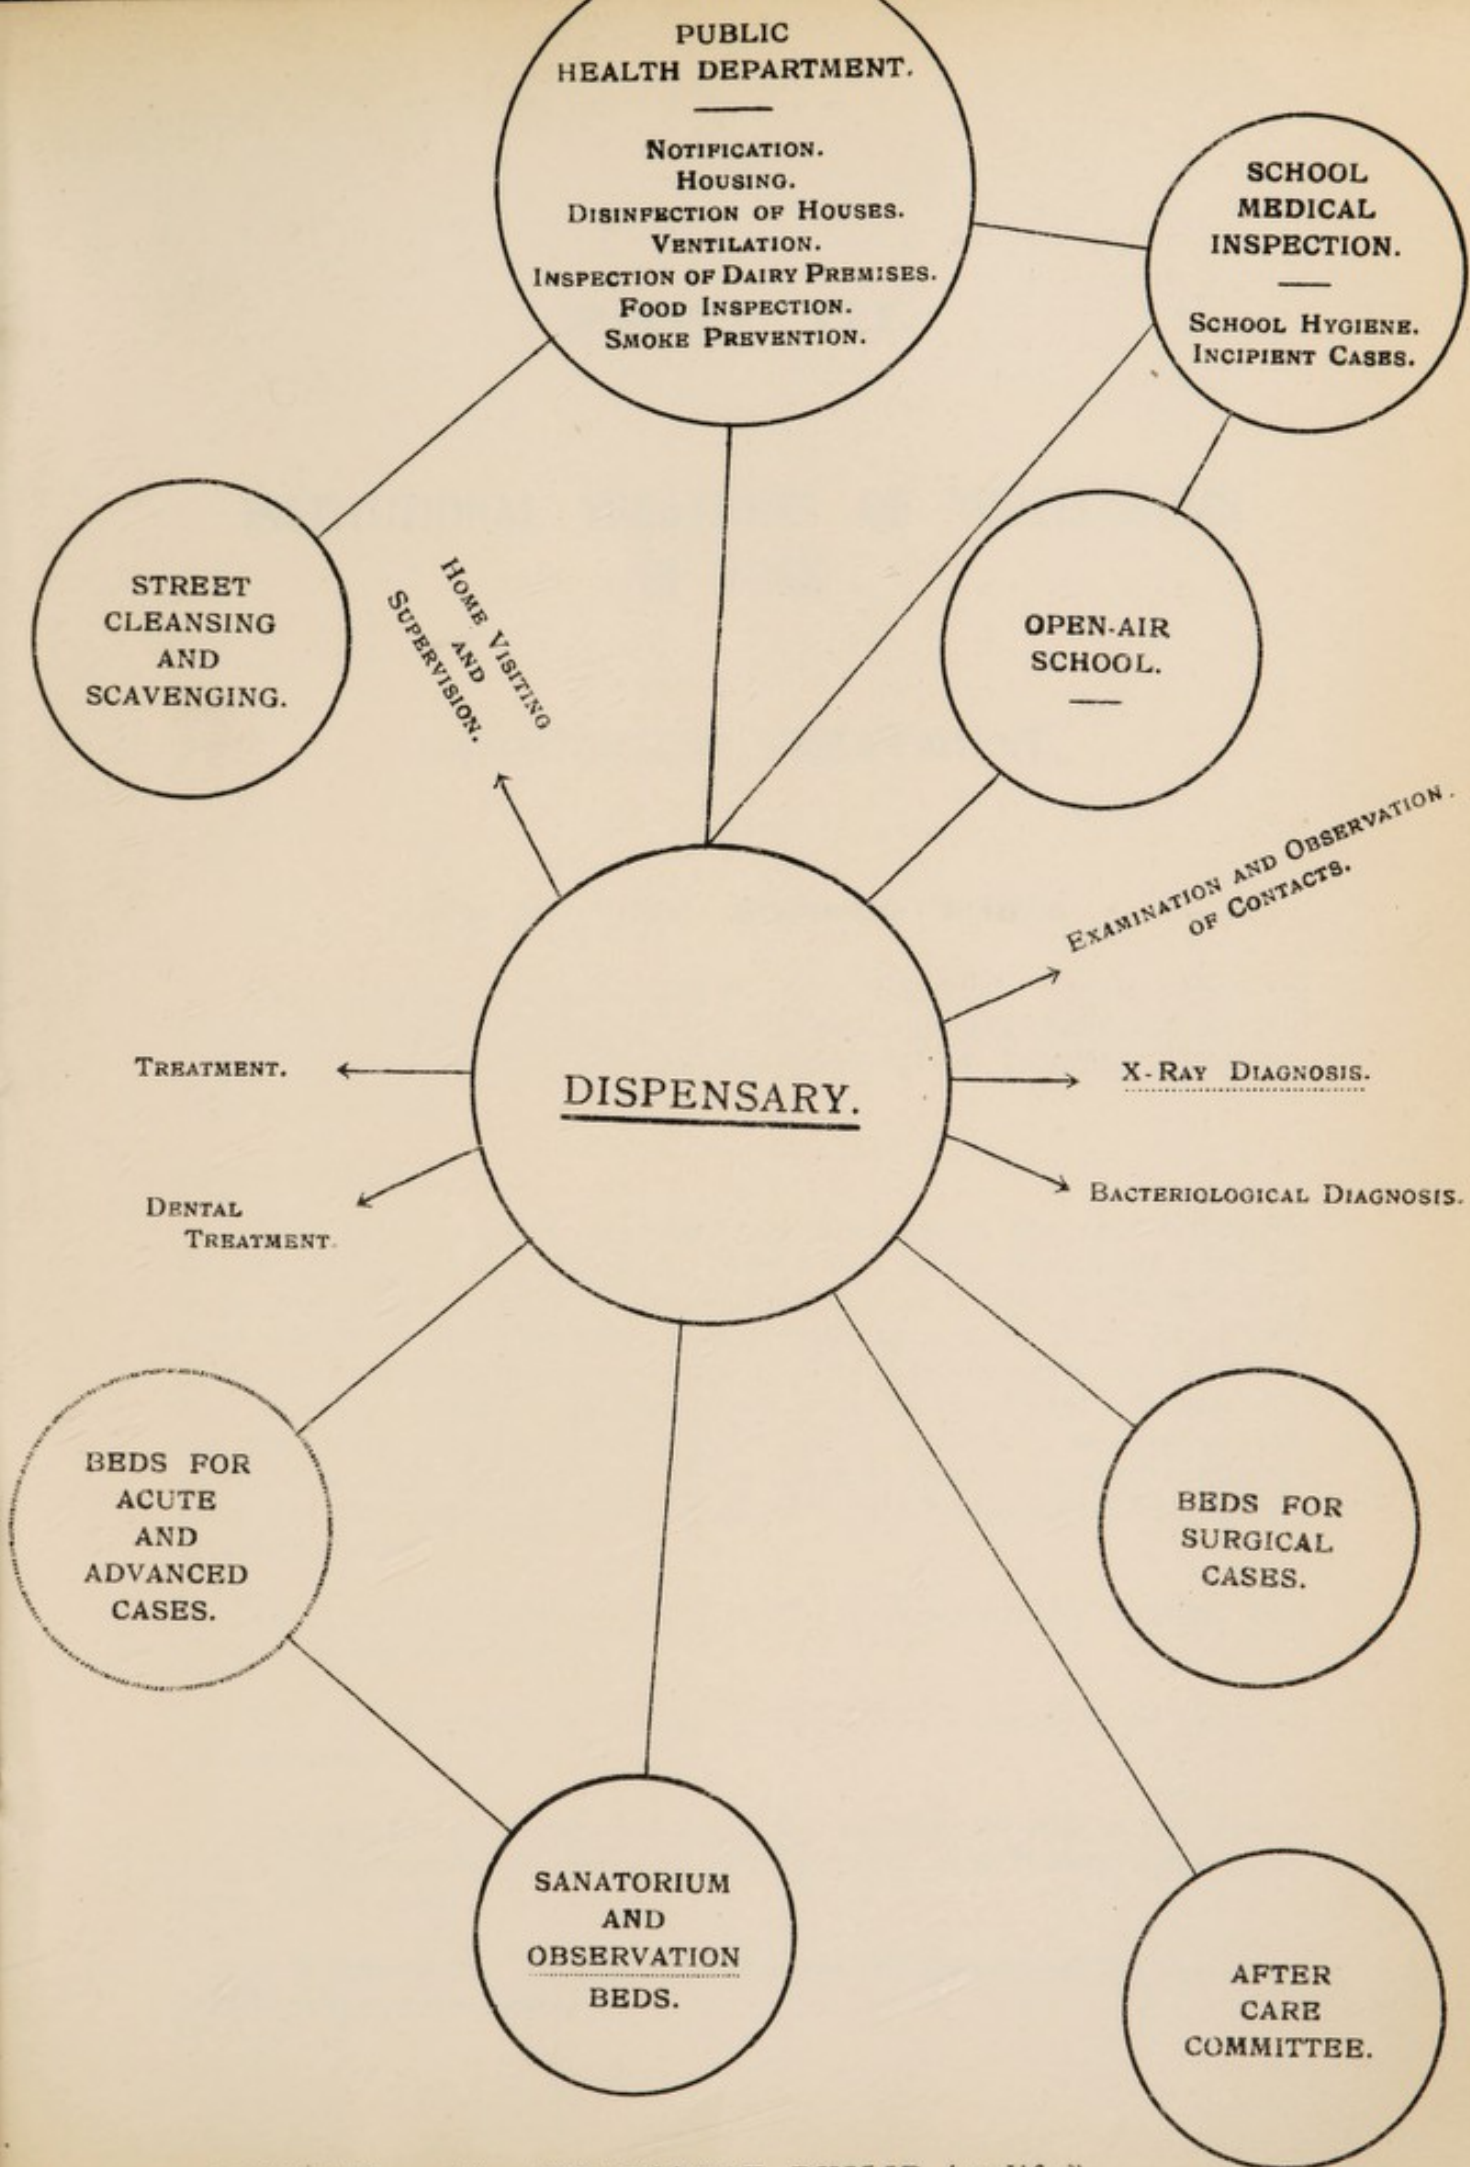 PUBLIC
HEALTH DEPARTMENT.
NOTIFICATION.
HOUSING.
DISINFECTION OF HOUSES.
VENTILATION.
INSPECTION OF DAIRY PREMISES.
FOOD INSPECTION.
SMOKE PREVENTION.
SCHOOL
MEDICAL
INSPECTION.
SCHOOL HYGIENE.
INCIPIENT CASES.
STREET
CLEANSING
AND
SCAVENGING.
HOME VISITING
AND
SUPERVISION.
OPEN-AIR
SCHOOL.
EXAMINATION AND OBSERVATION.
OF CONTACTS.
TREATMENT.
DISPENSARY.
X-RAY DIAGNOSIS.
DENTAL
TREATMENT.
BACTERIOLOGICAL DIAGNOSIS.
BEDS FOR
ACUTE
AND
ADVANCED
CASES.
BEDS FOR
SURGICAL
CASES.
SANATORIUM
AND
OBSERVATION
BEDS.
AFTER
CARE
COMMITTEE.